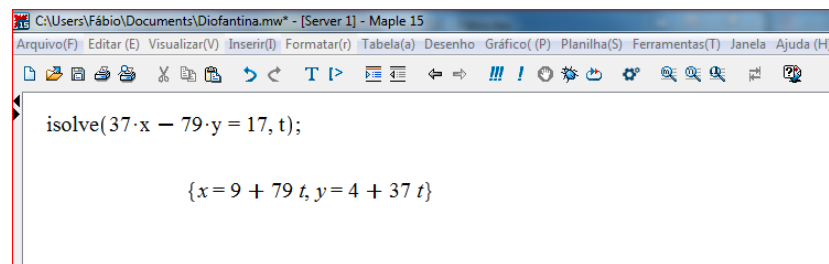 C:\Users\Fábio\Documents\Diofantina.mw* - [Server 1] - Maple 15
Arquivo(F) Editar (E) Visualizar(V) Inserir(I) Formatar(r) Tabela(a) Desenho Gráfico( (P) Planilha(S) Ferramentas(T) Janela Ajuda (H
isolve(37·x − 79·y = 17, t);
{x = 9 + 79 t, y = 4 + 37 t}